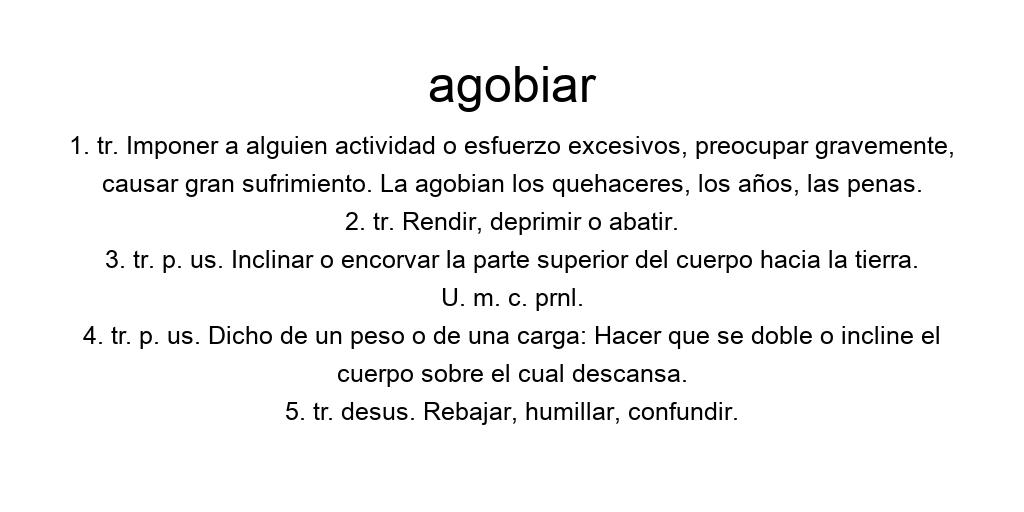 agobiar
1. tr. Imponer a alguien actividad o esfuerzo excesivos, preocupar gravemente,
causar gran sufrimiento. La agobian los quehaceres, los años, las penas.
2. tr. Rendir, deprimir o abatir.
3. tr. p. us. Inclinar o encorvar la parte superior del cuerpo hacia la tierra.
U. m. c. prnl.
4. tr. p. us. Dicho de un peso o de una carga: Hacer que se doble o incline el
cuerpo sobre el cual descansa.
5. tr. desus. Rebajar, humillar, confundir.